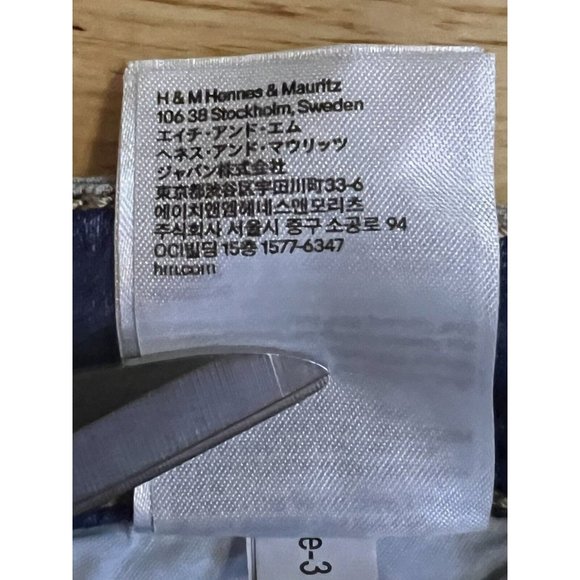 H & M Hennes & Mauritz
106 38 Stockholm, Sweden
エイチ・アンド・エム
ヘネス・アンド・マウリッツ
ジャパン株式会社
東京都渋谷区宇田川町33-6
에이치앤엠헤네스앤모리츠
주식회사 서울시 중구 소공로 94
OCI빌딩 15층 1577-6347
hm.com
e-3